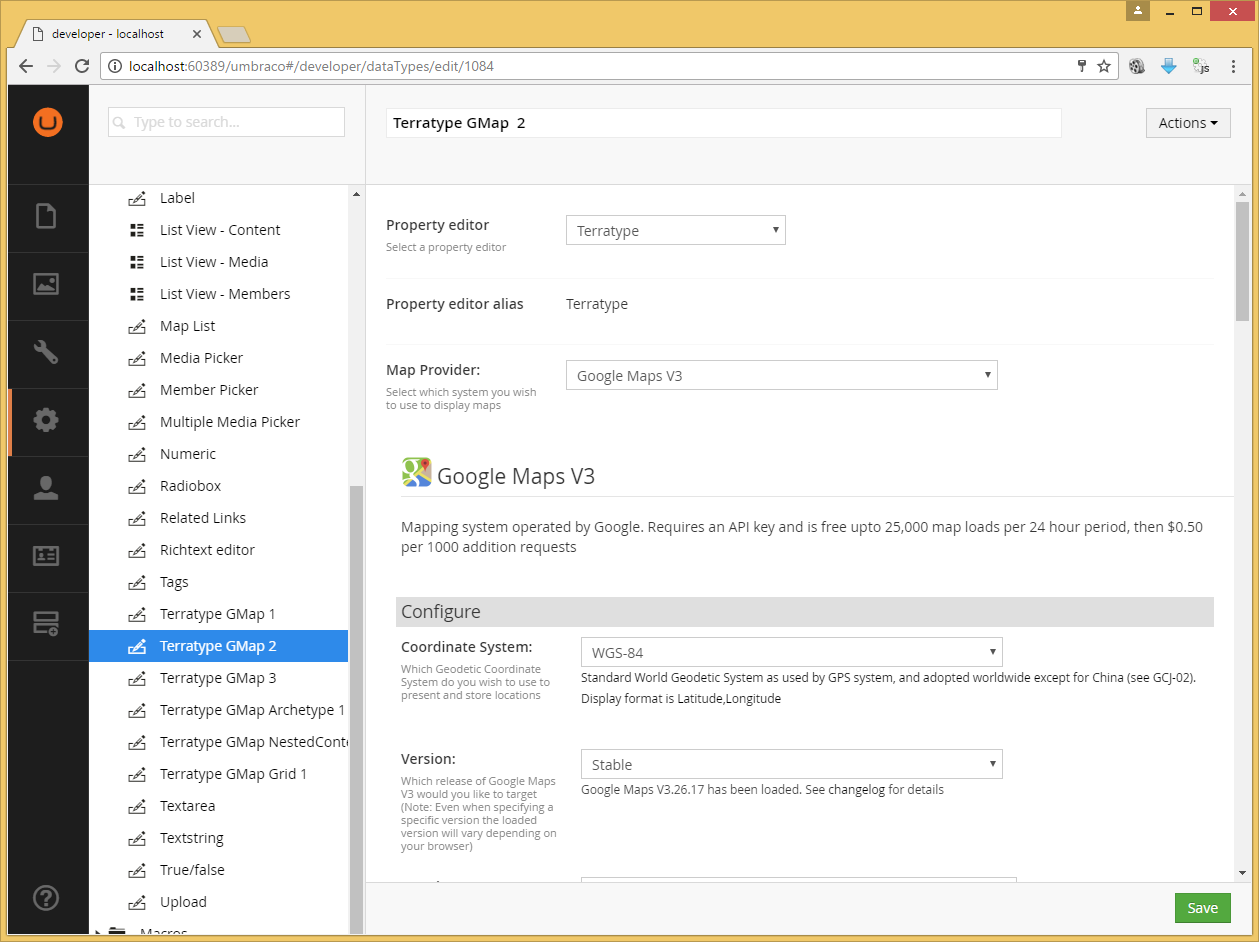 developer - localhost
localhost:60389/umbraco#/developer/dataTypes/edit/1084
js
Type to search...
Label
List View - Content
List View - Media
List View - Members
Map List
Media Picker
Member Picker
Multiple Media Picker
Numeric
Radiobox
Related Links
Richtext editor
Tags
Terratype GMap 1
Terratype GMap 2
Terratype GMap 3
Terratype GMap Archetype 1
Terratype GMap NestedConte
Terratype GMap Grid 1
Textarea
Textstring
True/false
Upload
Macros
Terratype GMap  2
Actions
Property editor
Select a property editor
Terratype
Property editor alias
Terratype
Map Provider:
Select which system you wish
to use to display maps
Google Maps V3
Google Maps V3
Mapping system operated by Google. Requires an API key and is free upto 25,000 map loads per 24 hour period, then $0.50
per 1000 addition requests
Configure
Coordinate System:
Which Geodetic Coordinate
System do you wish to use to
present and store locations
WGS-84
Standard World Geodetic System as used by GPS system, and adopted worldwide except for China (see GCJ-02).
Display format is Latitude,Longitude
Version:
Which release of Google Maps
V3 would you like to target
(Note: Even when specifying a
specific version the loaded
version will vary depending on
your browser)
Stable
Google Maps V3.26.17 has been loaded. See changelog for details
Save